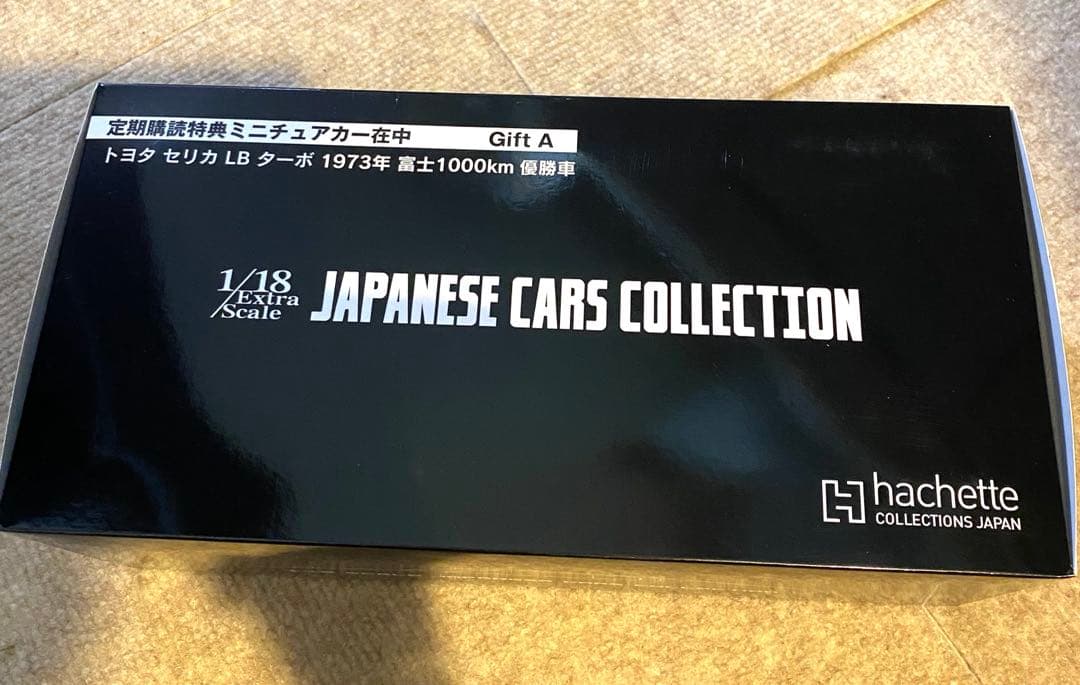 定期購読特典ミニチュアカー在中 Gift A
トヨタ セリカ LB ターボ 1973年 富士1000km 優勝車
1/18 Extra Scale
JAPANESE CARS COLLECTION
hachette
COLLECTIONS JAPAN